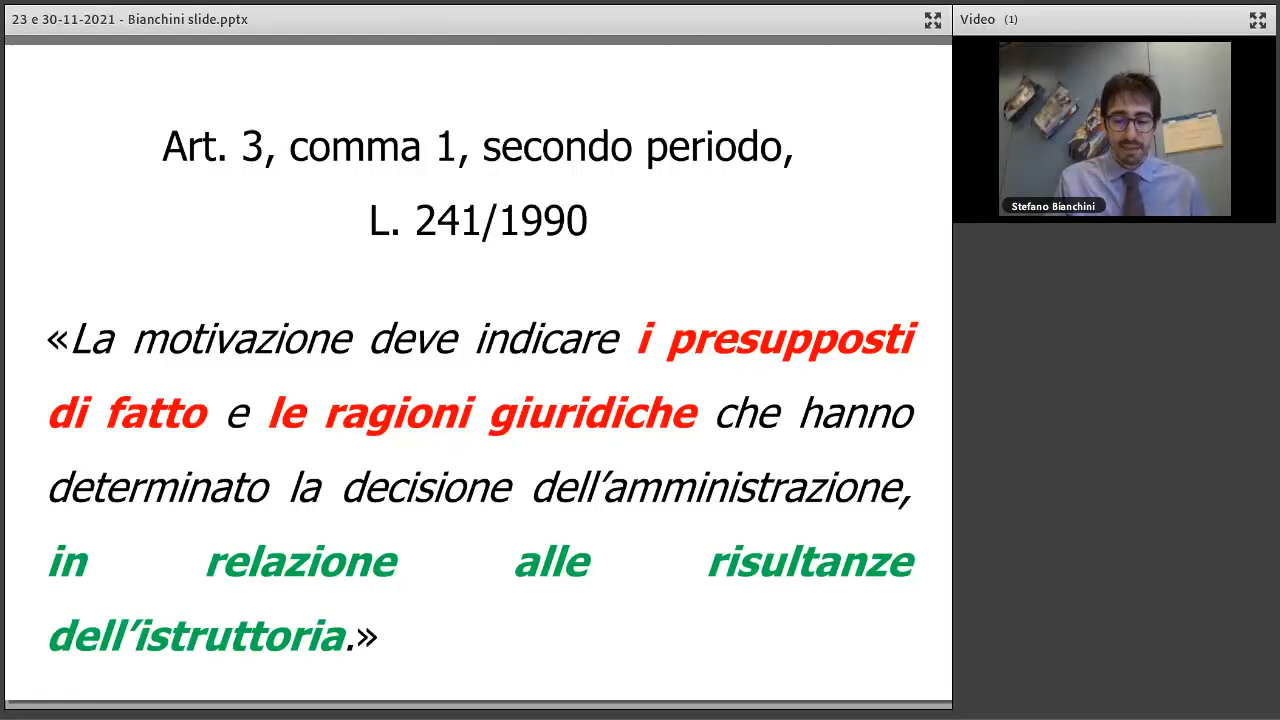 23 e 30-11-2021 - Bianchini slide.pptx
Video (1)
Stefano Bianchini
Art. 3, comma 1, secondo periodo,
L. 241/1990
«La motivazione deve indicare i presupposti
di fatto e le ragioni giuridiche che hanno
determinato la decisione dell’amministrazione,
in relazione alle risultanze
dell’istruttoria.»